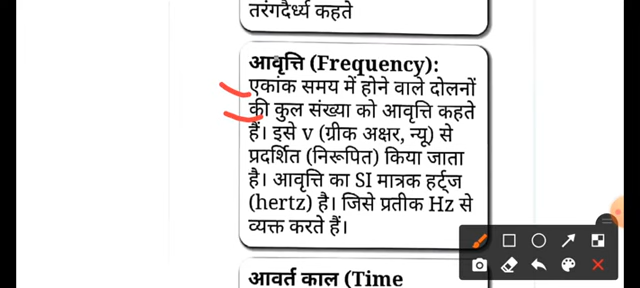 तरंगदैर्ध्य कहते
आवृत्ति (Frequency):
एकांक समय में होने वाले दोलनों
की कुल संख्या को आवृत्ति कहते
हैं। इसे ν (ग्रीक अक्षर, न्यू) से
प्रदर्शित (निरूपित) किया जाता
है। आवृत्ति का SI मात्रक हर्ट्ज
(hertz) है। जिसे प्रतीक Hz से
व्यक्त करते हैं।
आवर्त काल (Time